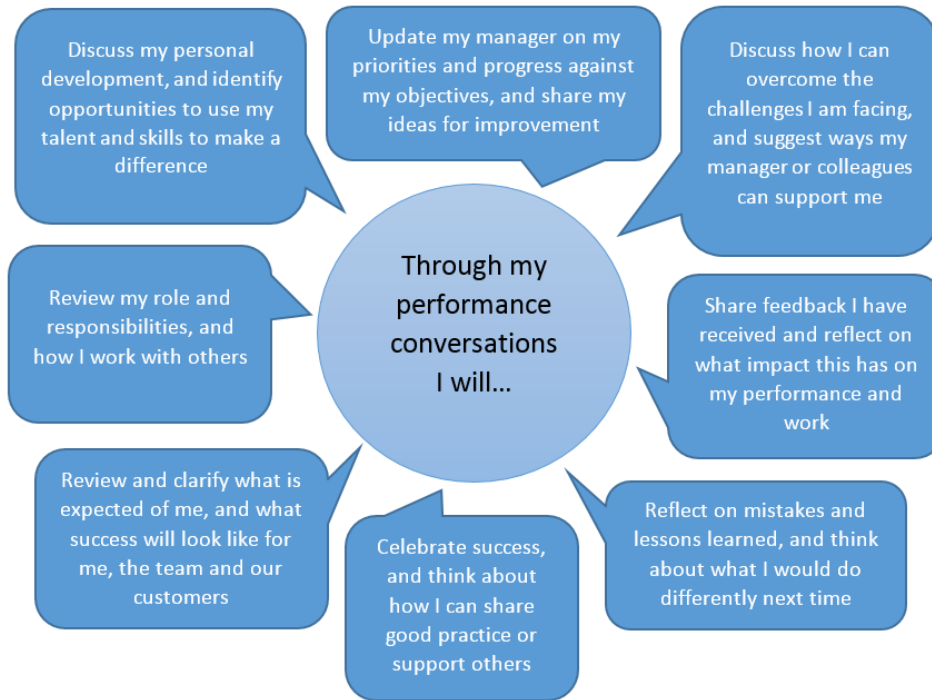 Discuss my personal
development, and identify
opportunities to use my
talent and skills to make a
difference
Update my manager on my
priorities and progress against
my objectives, and share my
ideas for improvement
Discuss how I can
overcome the
challenges I am facing,
and suggest ways my
manager or colleagues
can support me
Through my
performance
conversations
I will...
Review my role and
responsibilities, and
how I work with others
Share feedback I have
received and reflect on
what impact this has on
my performance and
work
Review and clarify what is
expected of me, and what
success will look like for
me, the team and our
customers
Celebrate success,
and think about
how I can share
good practice or
support others
Reflect on mistakes and
lessons learned, and think
about what I would do
differently next time